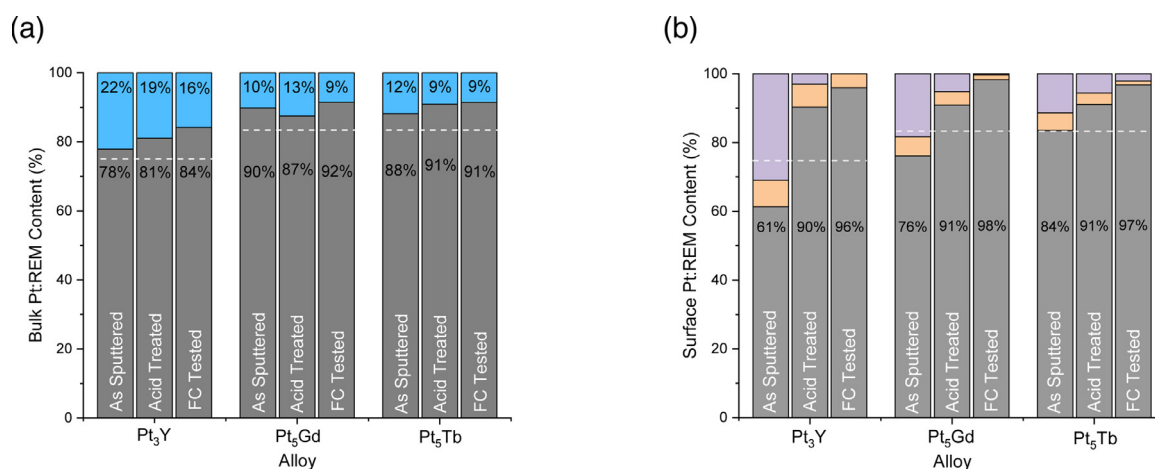 (a)
Bulk Pt:REM Content (%)
100
80
60
40
20
0
22% 19% 16%
78% 81% 84%
10% 13% 9%
90% 87% 92%
12% 9% 9%
88% 91% 91%
As Sputtered
Acid Treated
FC Tested
As Sputtered
Acid Treated
FC Tested
As Sputtered
Acid Treated
FC Tested
Pt₃Y Pt₅Gd Pt₅Tb
Alloy
(b)
Surface Pt:REM Content (%)
100
80
60
40
20
0
61% 90% 96%
76% 91% 98%
84% 91% 97%
As Sputtered
Acid Treated
FC Tested
As Sputtered
Acid Treated
FC Tested
As Sputtered
Acid Treated
FC Tested
Pt₃Y Pt₅Gd Pt₅Tb
Alloy